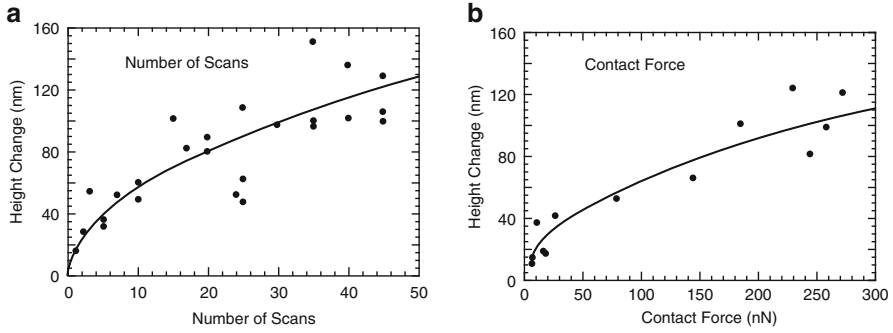 a
160
120
80
40
0
Height Change (nm)
Number of Scans
0 10 20 30 40 50
Number of Scans
b
160
120
80
40
0
Height Change (nm)
Contact Force
0 50 100 150 200 250 300
Contact Force (nN)